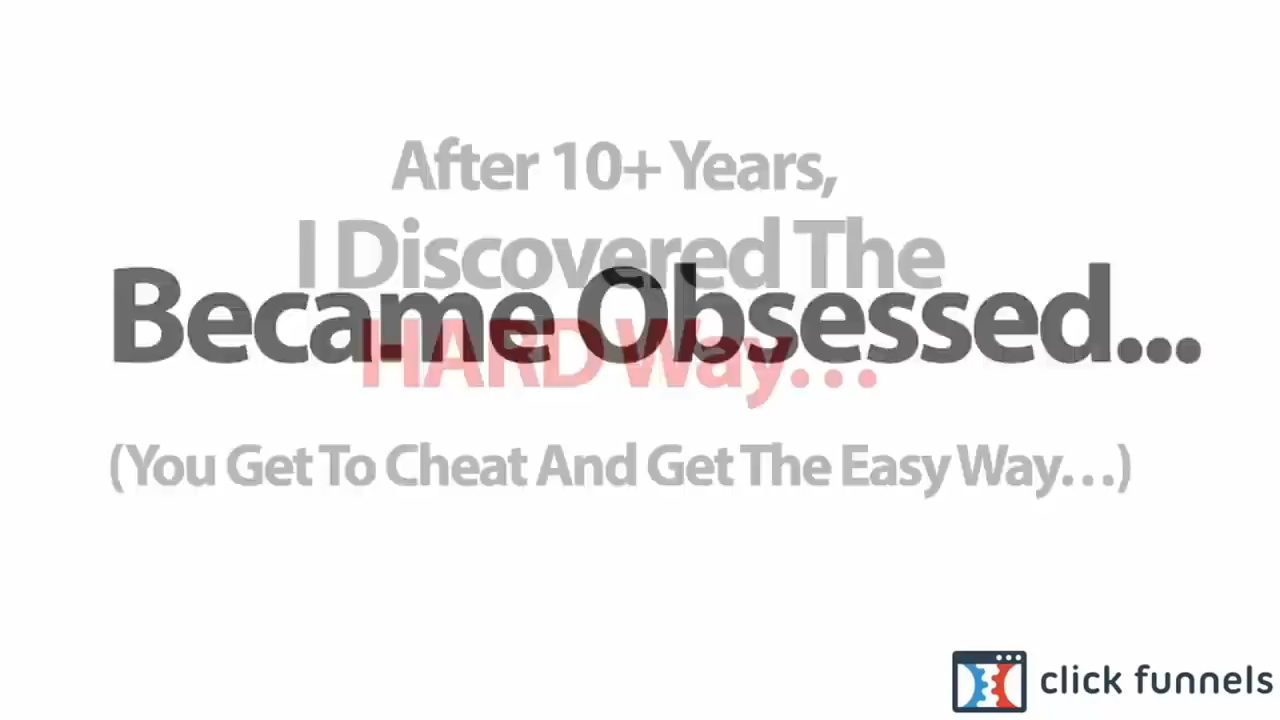 After 10+ Years,
I Discovered The
Became Obsessed...
HARD Way...
(You Get To Cheat And Get The Easy Way...)
click funnels